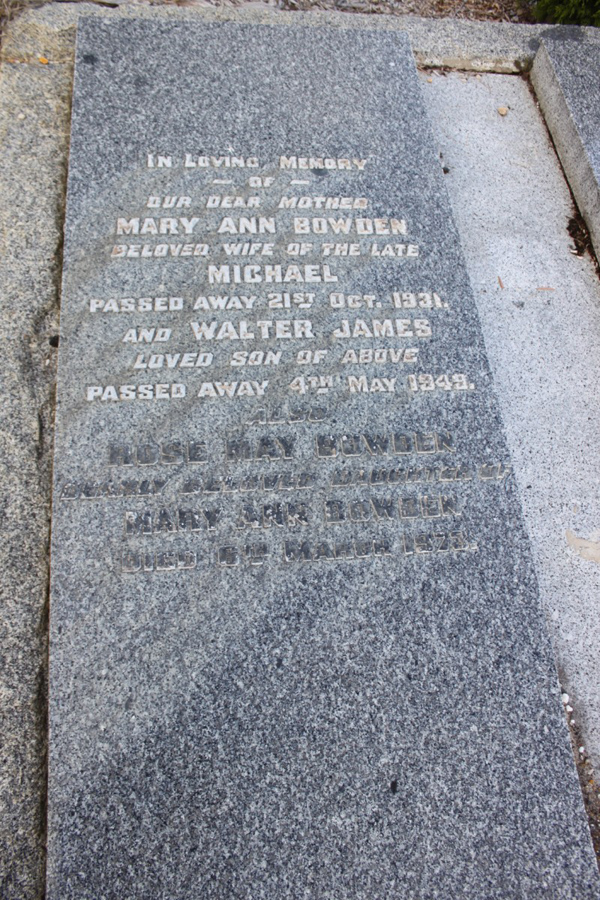 IN LOVING MEMORY
— OF —
OUR DEAR MOTHER
MARY ANN BOWDEN
BELOVED WIFE OF THE LATE
MICHAEL
PASSED AWAY 21ST OCT. 1931.
AND WALTER JAMES
LOVED SON OF ABOVE
PASSED AWAY 4TH MAY 1949.
ALSO
ROSE MAY BOWDEN
DEARLY BELOVED DAUGHTER OF
MARY ANN BOWDEN
DIED MARCH